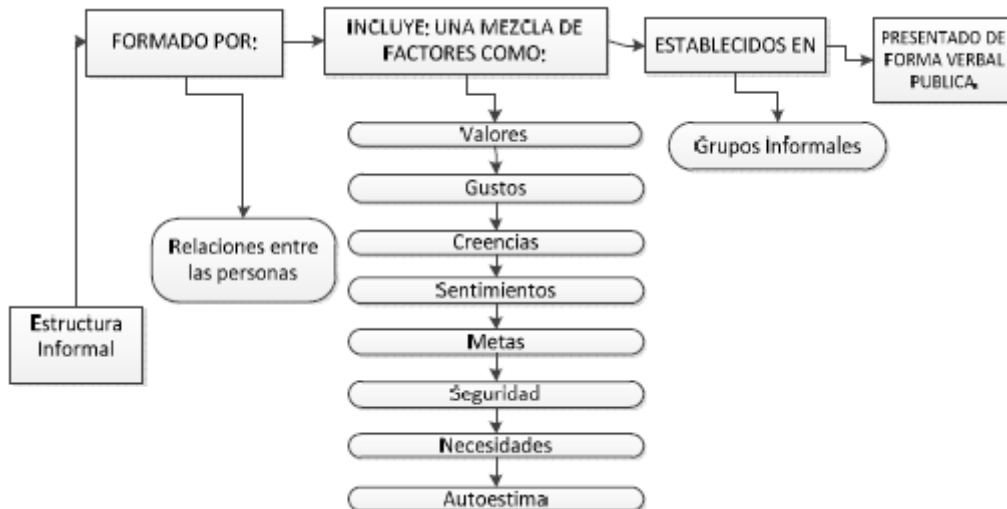 FORMADO POR:
INCLUYE: UNA MEZCLA DE
FACTORES COMO:
ESTABLECIDOS EN
PRESENTADO DE
FORMA VERBAL
PUBLICA.
Valores
Gustos
Creencias
Sentimientos
Metas
Seguridad
Necesidades
Autoestima
Grupos Informales
Relaciones entre
las personas
Estructura
Informal